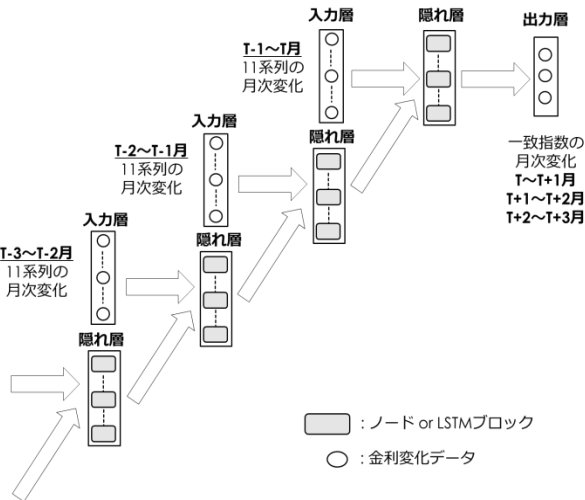 入力層
隠れ層
出力層
T-1～T月
11系列の
月次変化
入力層
隠れ層
T-2～T-1月
11系列の
月次変化
一致指数の
月次変化
T～T+1月
T+1～T+2月
T+2～T+3月
入力層
隠れ層
T-3～T-2月
11系列の
月次変化
隠れ層
：ノード or LSTMブロック
：金利変化データ